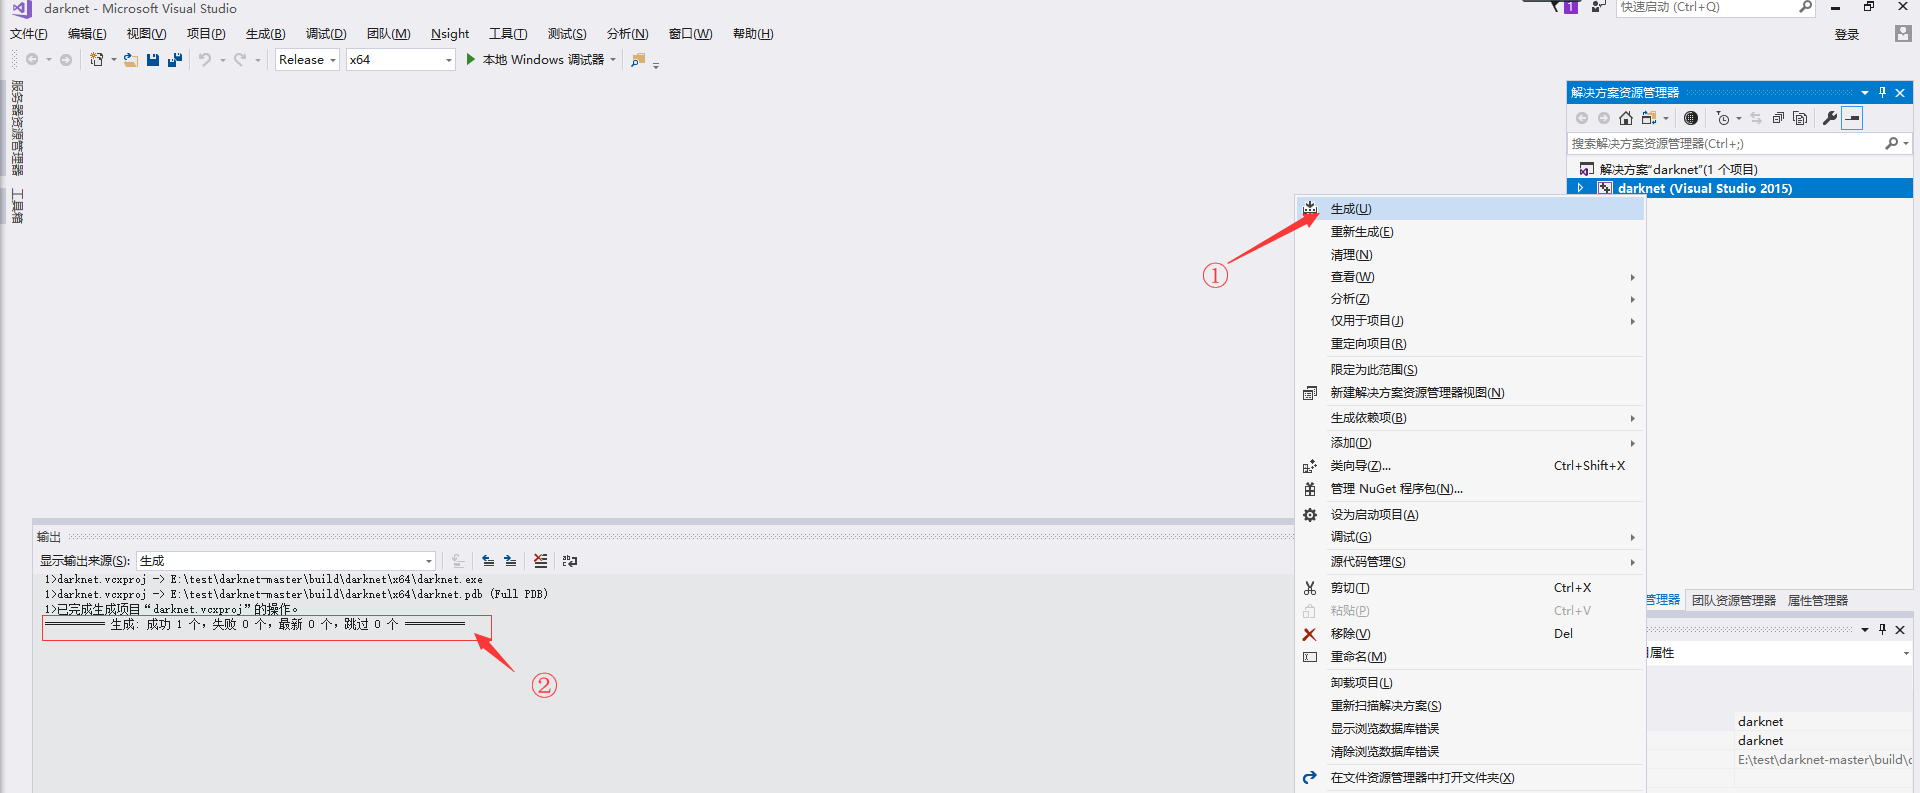 darknet - Microsoft Visual Studio
1
快速启动 (Ctrl+Q)
文件(F) 编辑(E) 视图(V) 项目(P) 生成(B) 调试(D) 团队(M) Nsight 工具(T) 测试(S) 分析(N) 窗口(W) 帮助(H)
登录
Release x64 本地 Windows 调试器
服务器资源管理器
工具箱
解决方案资源管理器
搜索解决方案资源管理器(Ctrl+;)
解决方案"darknet"(1 个项目)
darknet (Visual Studio 2015)
①
生成(U)
重新生成(E)
清理(N)
查看(W)
分析(Z)
仅用于项目(J)
重定向项目(R)
限定为此范围(S)
新建解决方案资源管理器视图(N)
生成依赖项(B)
添加(D)
类向导(Z)... Ctrl+Shift+X
管理 NuGet 程序包(N)...
设为启动项目(A)
调试(G)
源代码管理(S)
剪切(T) Ctrl+X
粘贴(P) Ctrl+V
移除(V) Del
重命名(M)
卸载项目(L)
重新扫描解决方案(S)
显示浏览数据库错误
清除浏览数据库错误
在文件资源管理器中打开文件夹(X)
输出
显示输出来源(S): 生成
1>darknet.vcxproj -> E:\test\darknet-master\build\darknet\x64\darknet.exe
1>darknet.vcxproj -> E:\test\darknet-master\build\darknet\x64\darknet.pdb (Full PDB)
1>已完成生成项目“darknet.vcxproj”的操作。
========== 生成: 成功 1 个，失败 0 个，最新 0 个，跳过 0 个 ==========
②
管理器 团队资源管理器 属性管理器
属性
darknet
darknet
E:\test\darknet-master\build\d